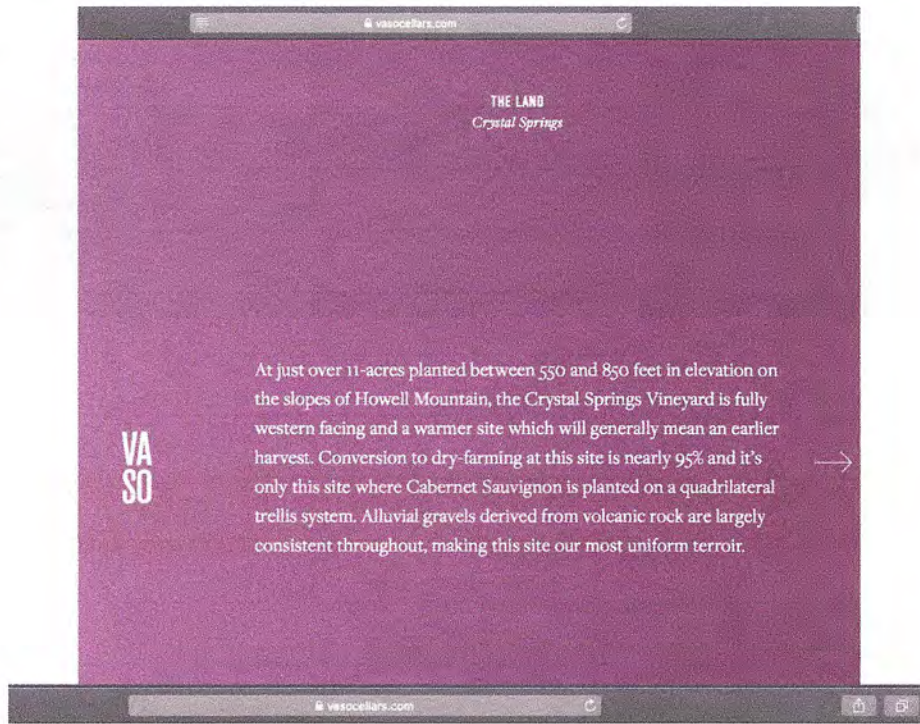 vasocellars.com
THE LAND
Crystal Springs
At just over 11-acres planted between 550 and 850 feet in elevation on
the slopes of Howell Mountain, the Crystal Springs Vineyard is fully
western facing and a warmer site which will generally mean an earlier
harvest. Conversion to dry-farming at this site is nearly 95% and it's
only this site where Cabernet Sauvignon is planted on a quadrilateral
trellis system. Alluvial gravels derived from volcanic rock are largely
consistent throughout, making this site our most uniform terroir.
VA
SO
vasocellars.com